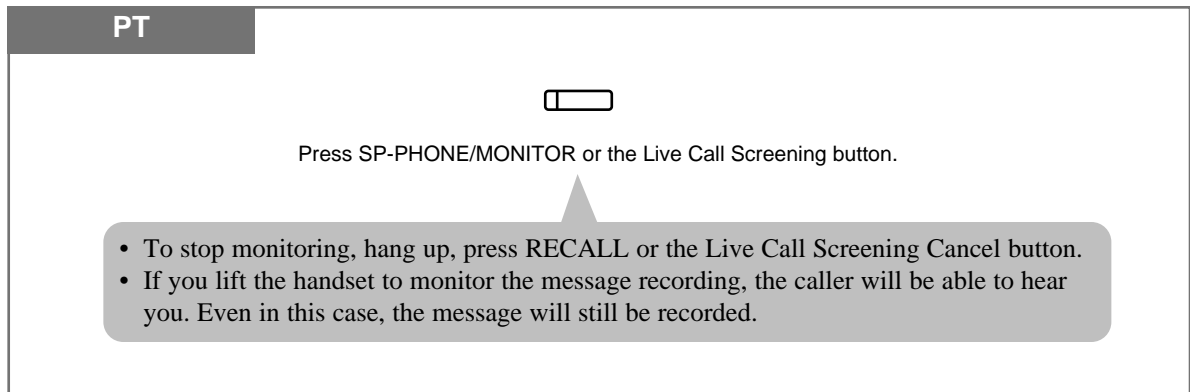 PT
Press SP-PHONE/MONITOR or the Live Call Screening button.
• To stop monitoring, hang up, press RECALL or the Live Call Screening Cancel button.
• If you lift the handset to monitor the message recording, the caller will be able to hear
you. Even in this case, the message will still be recorded.